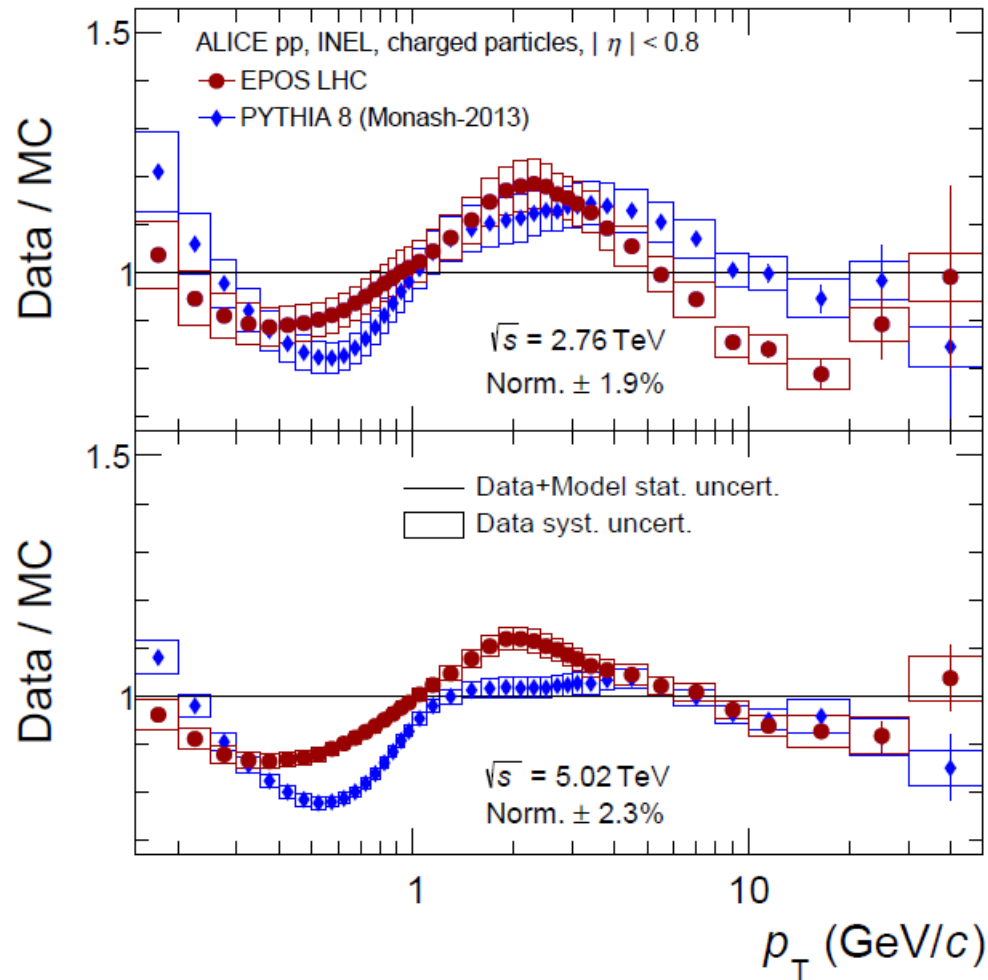 1.5
ALICE pp, INEL, charged particles, | η | < 0.8
EPOS LHC
PYTHIA 8 (Monash-2013)
Data / MC
1
√s = 2.76 TeV
Norm. ± 1.9%
1.5
Data+Model stat. uncert.
Data syst. uncert.
Data / MC
1
√s = 5.02 TeV
Norm. ± 2.3%
1 10
p_T (GeV/c)